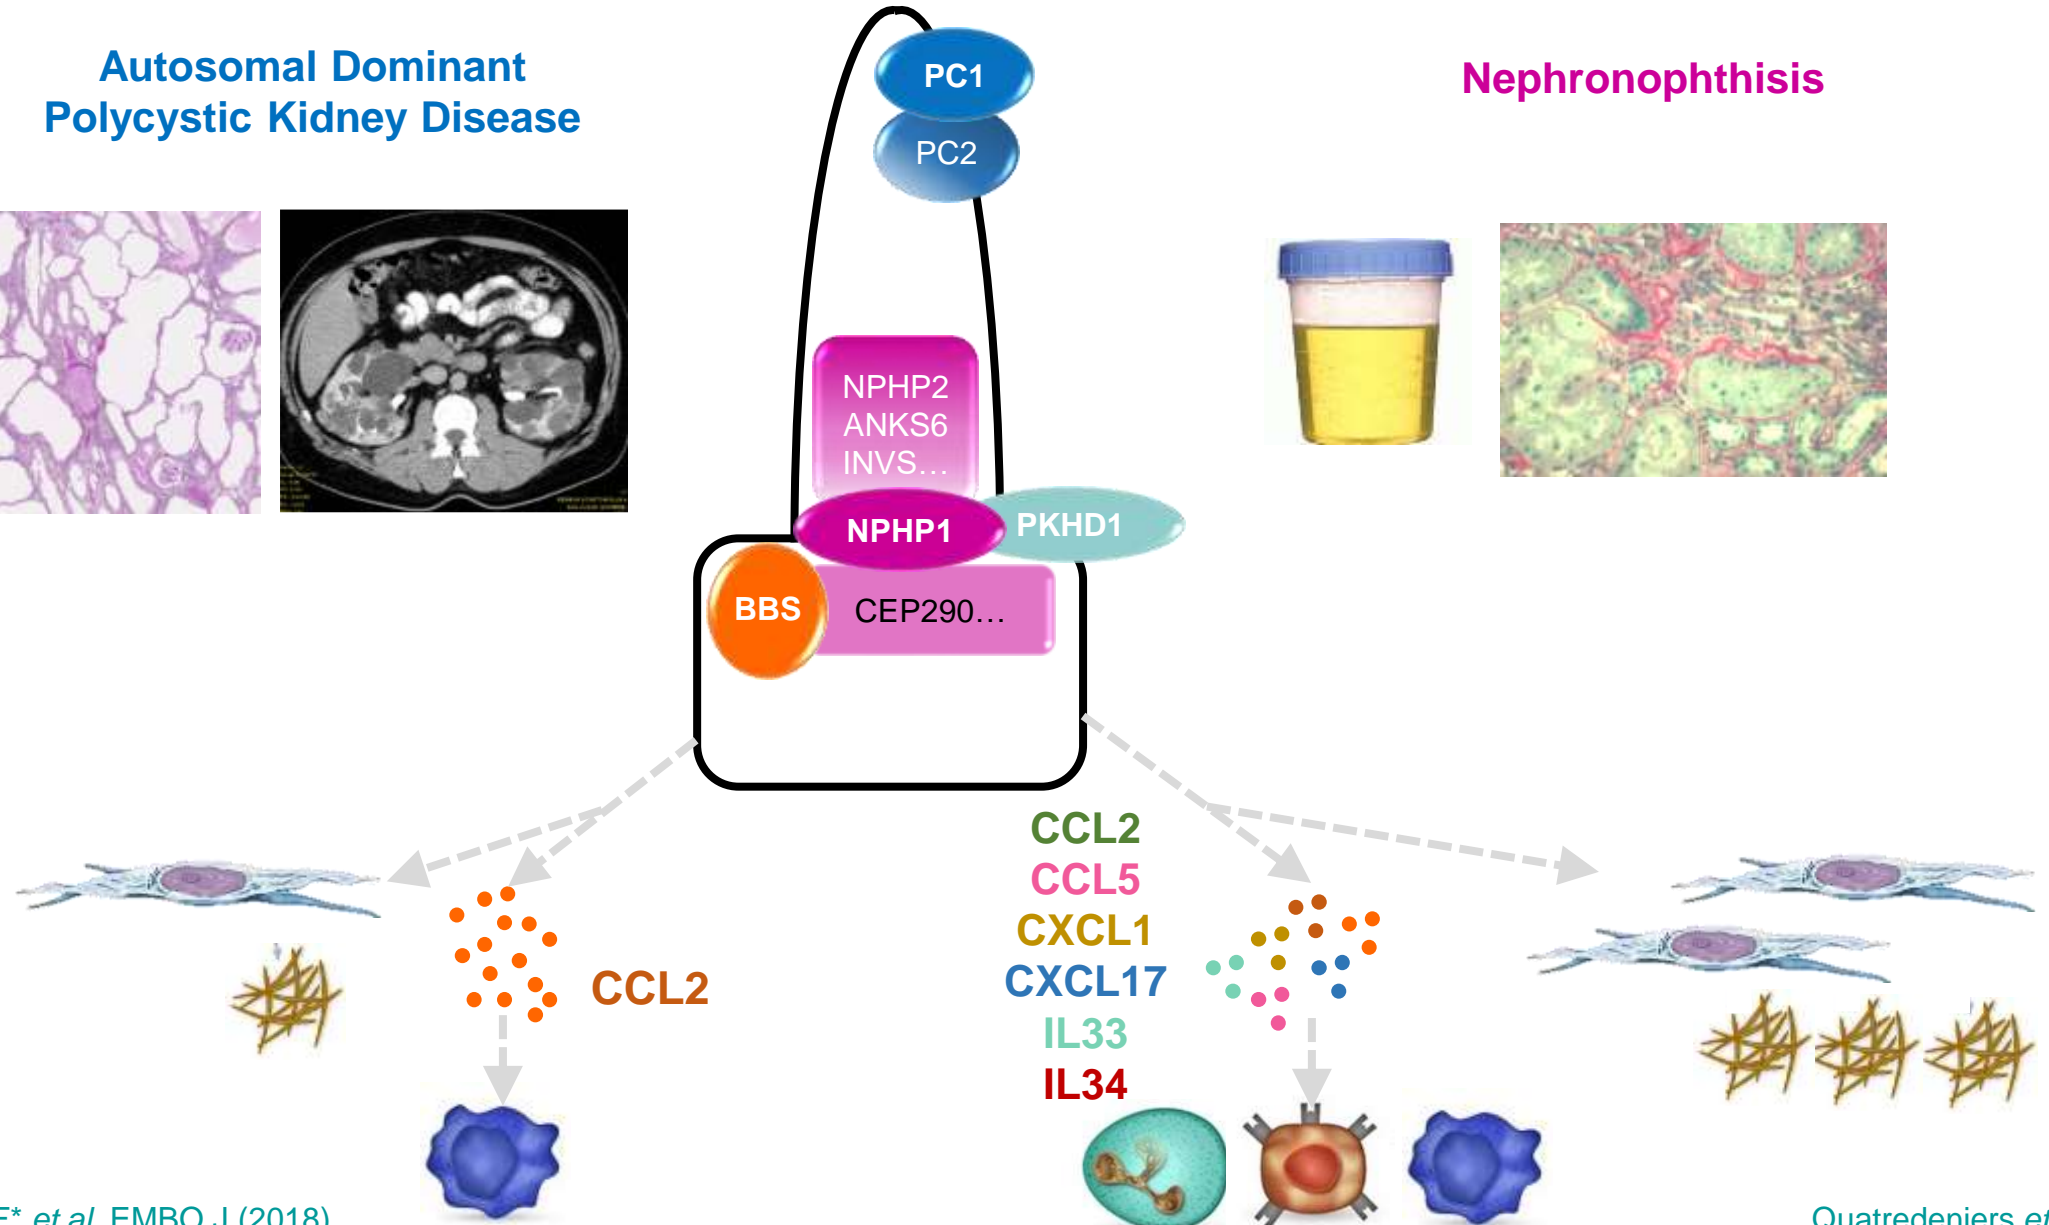 Autosomal Dominant
Polycystic Kidney Disease
Nephronophthisis
PC1
PC2
NPHP2
ANKS6
INVS…
NPHP1
PKHD1
BBS
CEP290…
CCL2
CCL2
CCL5
CXCL1
CXCL17
IL33
IL34
F* et al. EMBO J (2018)
Quatredeniers et